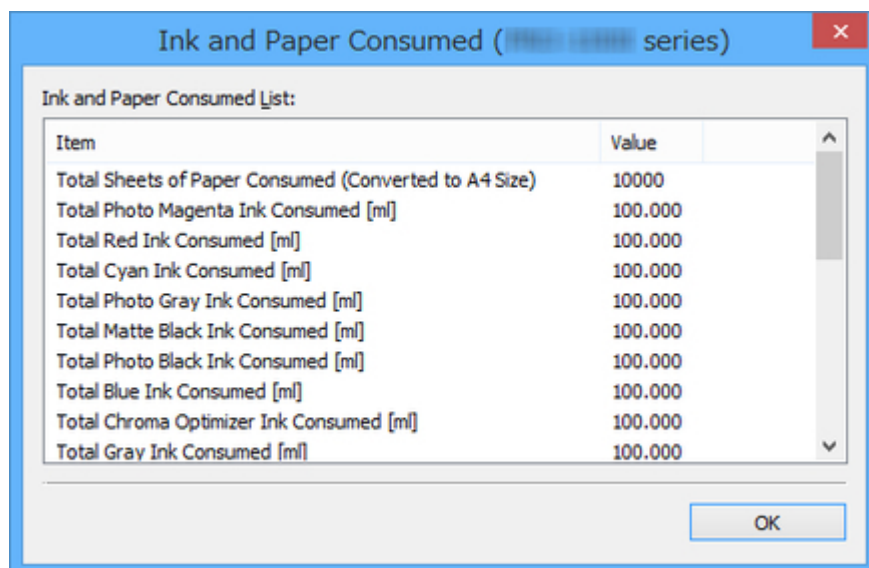 Ink and Paper Consumed ( series)
Ink and Paper Consumed List:
Item Value
Total Sheets of Paper Consumed (Converted to A4 Size) 10000
Total Photo Magenta Ink Consumed [ml] 100.000
Total Red Ink Consumed [ml] 100.000
Total Cyan Ink Consumed [ml] 100.000
Total Photo Gray Ink Consumed [ml] 100.000
Total Matte Black Ink Consumed [ml] 100.000
Total Photo Black Ink Consumed [ml] 100.000
Total Blue Ink Consumed [ml] 100.000
Total Chroma Optimizer Ink Consumed [ml] 100.000
Total Gray Ink Consumed [ml] 100.000
OK